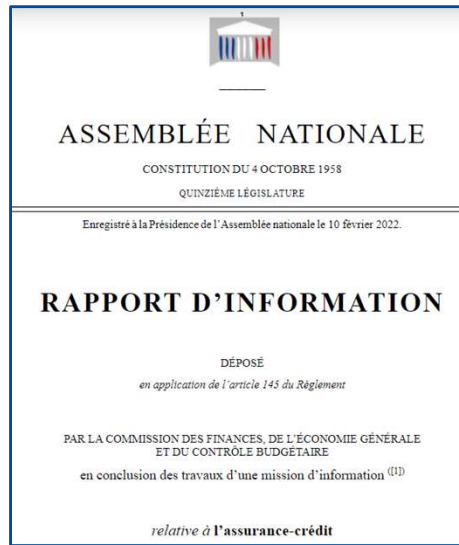 1
ASSEMBLÉE NATIONALE
CONSTITUTION DU 4 OCTOBRE 1958
QUINZIÈME LÉGISLATURE
Enregistré à la Présidence de l'Assemblée nationale le 10 février 2022.
RAPPORT D'INFORMATION
DÉPOSÉ
en application de l'article 145 du Règlement
PAR LA COMMISSION DES FINANCES, DE L'ÉCONOMIE GÉNÉRALE
ET DU CONTRÔLE BUDGÉTAIRE
en conclusion des travaux d'une mission d'information ([1])
relative à l'assurance-crédit